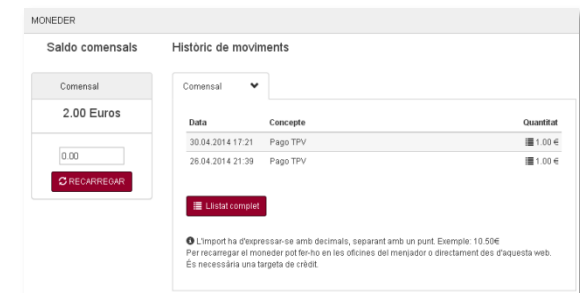 MONEDER
Saldo comensals
Històric de moviments
Comensal
2.00 Euros
0.00
RECARREGAR
Comensal
Data Concepte Quantitat
30.04.2014 17:21 Pago TPV 1.00 €
26.04.2014 21:39 Pago TPV 1.00 €
Llistat complet
L'import ha d'expressar-se amb decimals, separant amb un punt. Exemple: 10.50€
Per recarregar el moneder pot fer-ho en les oficines del menjador o directament des d'aquesta web.
És necessària una targeta de crèdit.